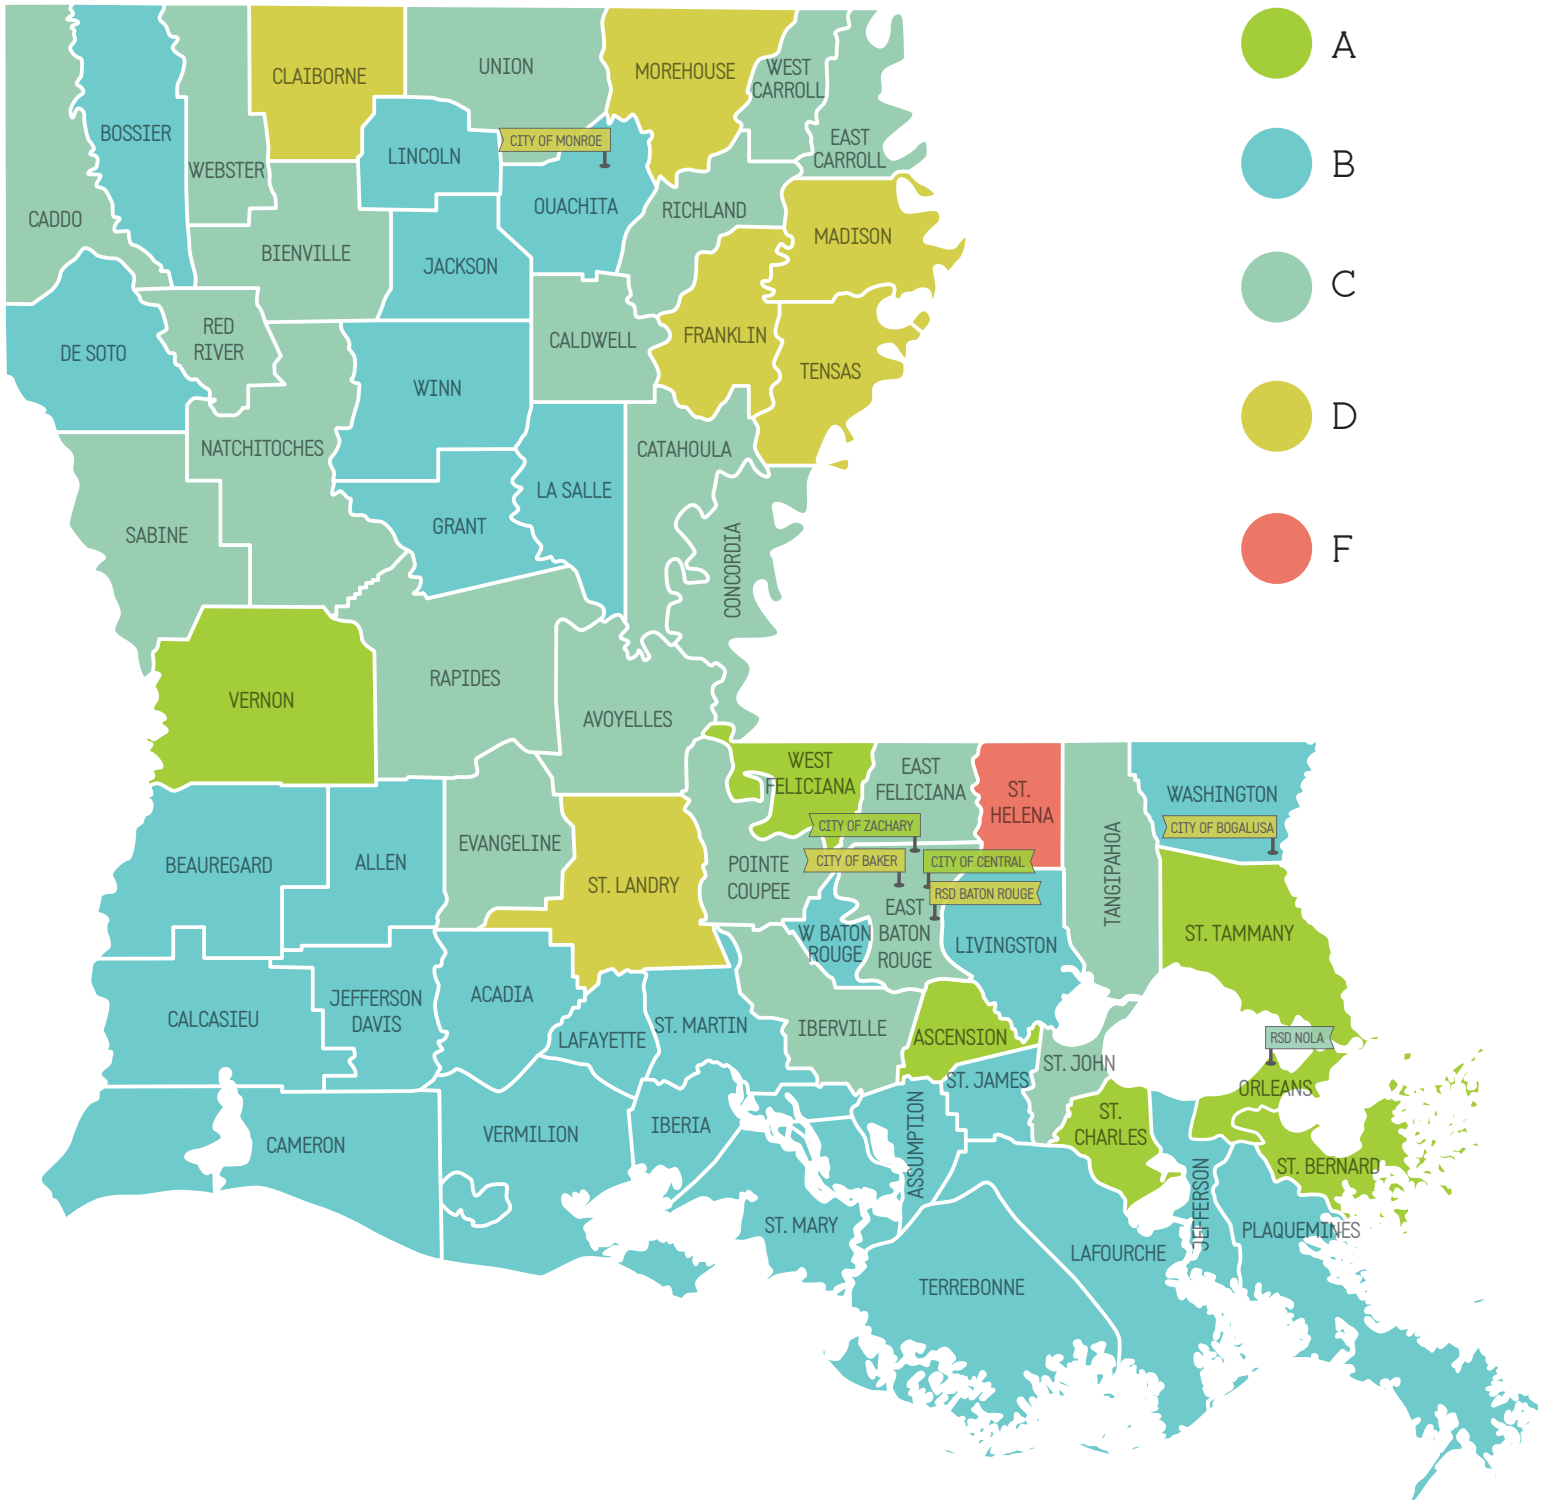 A
B
C
D
F
CLAIBORNE
UNION
MOREHOUSE
WEST
CARROLL
EAST
CARROLL
BOSSIER
WEBSTER
LINCOLN
CITY OF MONROE
CADDO
BIENVILLE
JACKSON
OUACHITA
RICHLAND
MADISON
DE SOTO
RED
RIVER
WINN
CALDWELL
FRANKLIN
TENSAS
NATCHITOCHES
CATAHOULA
LA SALLE
SABINE
GRANT
CONCORDIA
VERNON
RAPIDES
AVOYELLES
WEST
FELICIANA
EAST
FELICIANA
ST.
HELENA
WASHINGTON
CITY OF ZACHARY
CITY OF BOGALUSA
BEAUREGARD
ALLEN
EVANGELINE
ST. LANDRY
POINTE
COUPEE
CITY OF BAKER
CITY OF CENTRAL
RSD BATON ROUGE
TANGIPAHOA
W BATON
ROUGE
EAST
BATON
ROUGE
LIVINGSTON
ST. TAMMANY
CALCASIEU
JEFFERSON
DAVIS
ACADIA
LAFAYETTE
ST. MARTIN
IBERVILLE
ASCENSION
ST. JAMES
ST. JOHN
RSD NOLA
ORLEANS
CAMERON
VERMILION
IBERIA
ASSUMPTION
ST.
CHARLES
ST. BERNARD
ST. MARY
JEFFERSON
PLAQUEMINES
LAFOURCHE
TERREBONNE